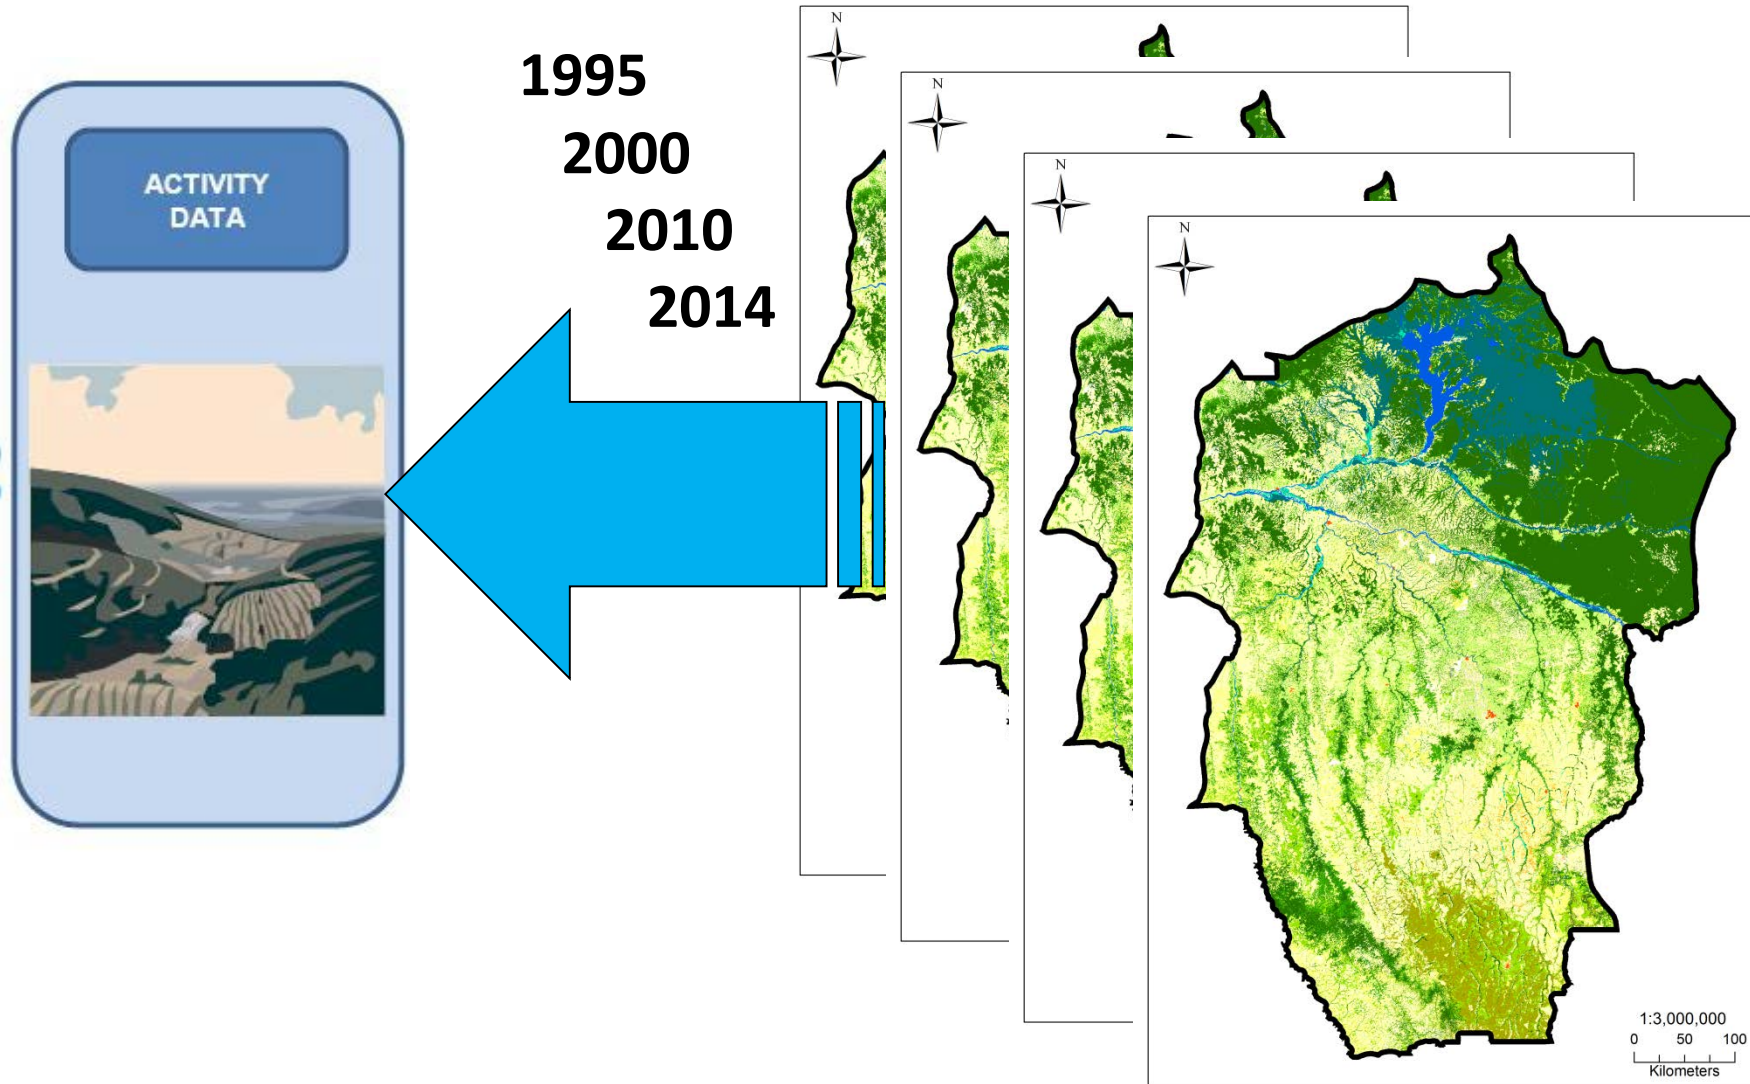 ACTIVITY
DATA
1995
2000
2010
2014
N
N
N
N
1:3,000,000
0 50 100
Kilometers